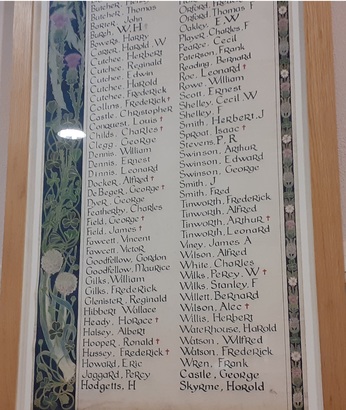 Butcher, Thomas
Baxter, John
Burgh, W.H †
Bowers, Harry
Carter, Harold W
Cutchee, Herbert
Cutchee, Reginald
Cutchee, Edwin
Cutchee, Harold
Cutchee, Frederick
Collins, Frederick †
Castle, Christopher
Conquest, Louis †
Childs, Charles †
Clegg, George
Dennis, William
Dennis, Ernest
Dennis, Leonard
Docker, Alfred †
De Beger, George †
Dyer, George
Featherby, Charles
Field, George †
Field, James †
Fawcett, Vincent
Fawcett, Victor
Goodfellow, Gordon
Goodfellow, Maurice
Gilks, William
Gilks, Frederick
Glenister, Reginald
Hibbert, Wallace
Heady, Horace †
Halsey, Albert
Hooper, Ronald †
Hussey, Frederick †
Howard, Eric
Jaggard, Percy
Hodgetts, H
Oxford, Thomas F
Oakley, E.W
Player, Charles F
Pearce, Cecil
Paterson, Frank
Reading, Bernard
Roe, Leonard †
Rowe, William
Scott, Ernest
Shelley, Cecil W
Shelley, F
Smith, Herbert, J
Sproat, Isaac †
Stevens, P. R
Swinson, Arthur
Swinson, Edward
Swinson, George
Smith, J
Smith, Fred
Tinworth, Frederick
Tinworth, Alfred
Tinworth, Arthur †
Tinworth, Leonard
Viney, James A
Wilson, Alfred
White, Charles
Wilks, Percy, W †
Wilks, Stanley, F
Willett, Bernard
Wilson, Alec †
Willis, Herbert
Waterhouse, Harold
Watson, Wilfred
Watson, Frederick
Wren, Frank
Castle, George
Skyrme, Harold